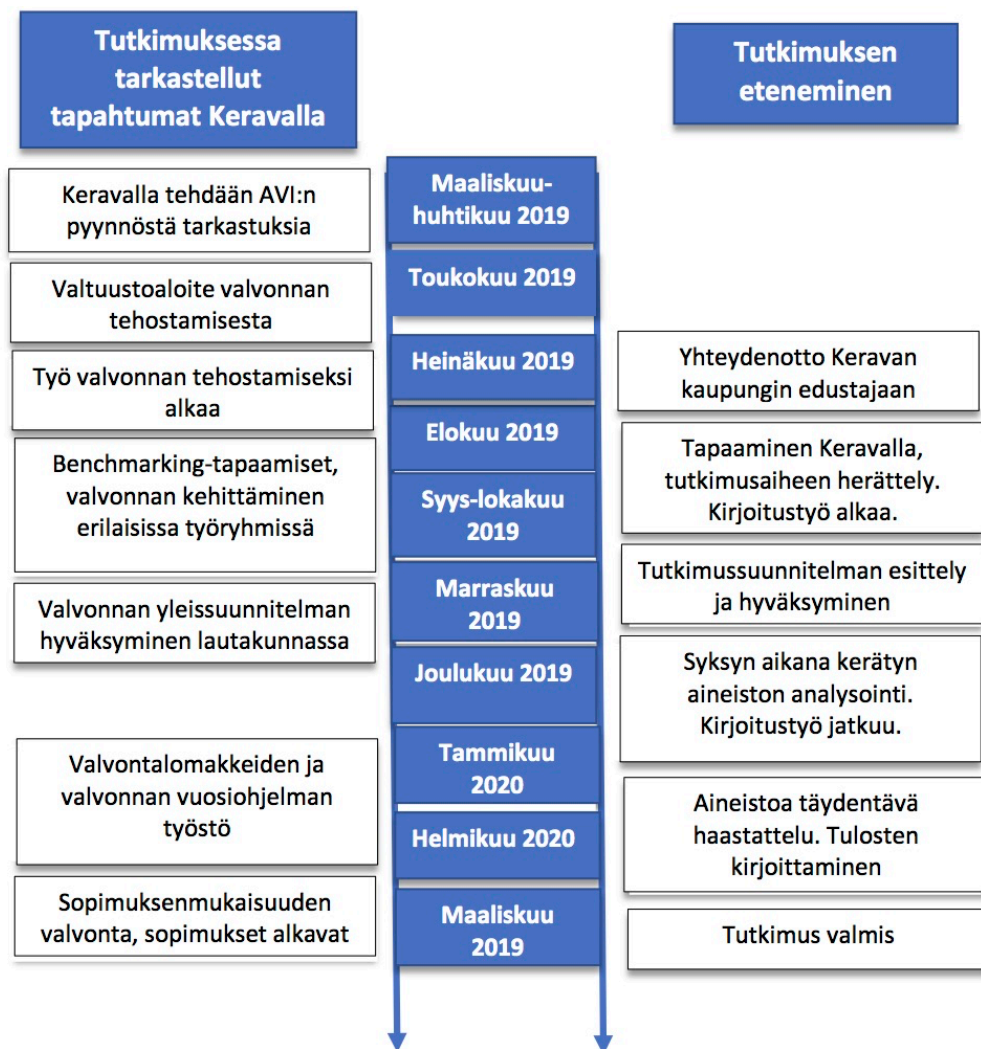 Tutkimuksessa
tarkastellut
tapahtumat Keravalla
Tutkimuksen
eteneminen
Keravalla tehdään AVI:n
pyynnöstä tarkastuksia
Maaliskuu-
huhtikuu 2019
Valtuustoaloite valvonnan
tehostamisesta
Toukokuu 2019
Työ valvonnan tehostamiseksi
alkaa
Heinäkuu 2019
Yhteydenotto Keravan
kaupungin edustajaan
Elokuu 2019
Benchmarking-tapaamiset,
valvonnan kehittäminen
erilaisissa työryhmissä
Syys-lokakuu
2019
Tapaaminen Keravalla,
tutkimusaiheen herättely.
Kirjoitustyö alkaa.
Valvonnan yleissuunnitelman
hyväksyminen lautakunnassa
Marraskuu
2019
Tutkimussuunnitelman esittely
ja hyväksyminen
Joulukuu 2019
Syksyn aikana kerätyn
aineiston analysointi.
Kirjoitustyö jatkuu.
Valvontalomakkeiden ja
valvonnan vuosiohjelman
työstö
Tammikuu
2020
Helmikuu 2020
Aineistoa täydentävä
haastattelu. Tulosten
kirjoittaminen
Sopimuksenmukaisuuden
valvonta, sopimukset alkavat
Maaliskuu
2019
Tutkimus valmis